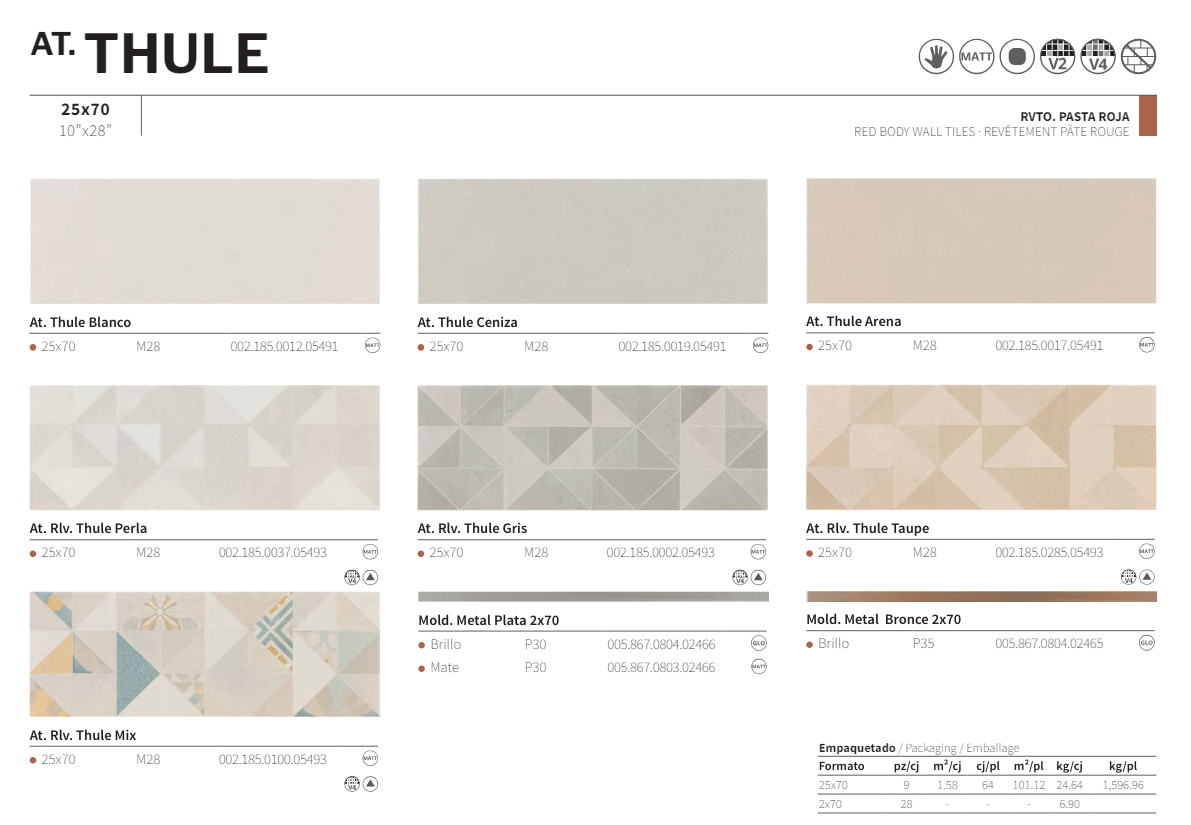 AT. THULE
MATT V2 V4
25x70
10”x28”
RVTO. PASTA ROJA
RED BODY WALL TILES · REVÊTEMENT PÂTE ROUGE
At. Thule Blanco
25x70 M28 002.185.0012.05491 MATT
At. Thule Ceniza
25x70 M28 002.185.0019.05491 MATT
At. Thule Arena
25x70 M28 002.185.0017.05491 MATT
At. Rlv. Thule Perla
25x70 M28 002.185.0037.05493 MATT
V4
At. Rlv. Thule Gris
25x70 M28 002.185.0002.05493 MATT
V4
At. Rlv. Thule Taupe
25x70 M28 002.185.0285.05493 MATT
V4
At. Rlv. Thule Mix
25x70 M28 002.185.0100.05493 MATT
V4
Mold. Metal Plata 2x70
Brillo P30 005.867.0804.02466 GLO
Mate P30 005.867.0803.02466 MATT
Mold. Metal Bronce 2x70
Brillo P35 005.867.0804.02465 GLO
Empaquetado / Packaging / Emballage
Formato pz/cj m²/cj cj/pl m²/pl kg/cj kg/pl
25x70 9 1.58 64 101.12 24.64 1,596.96
2x70 28 - - - 6.90